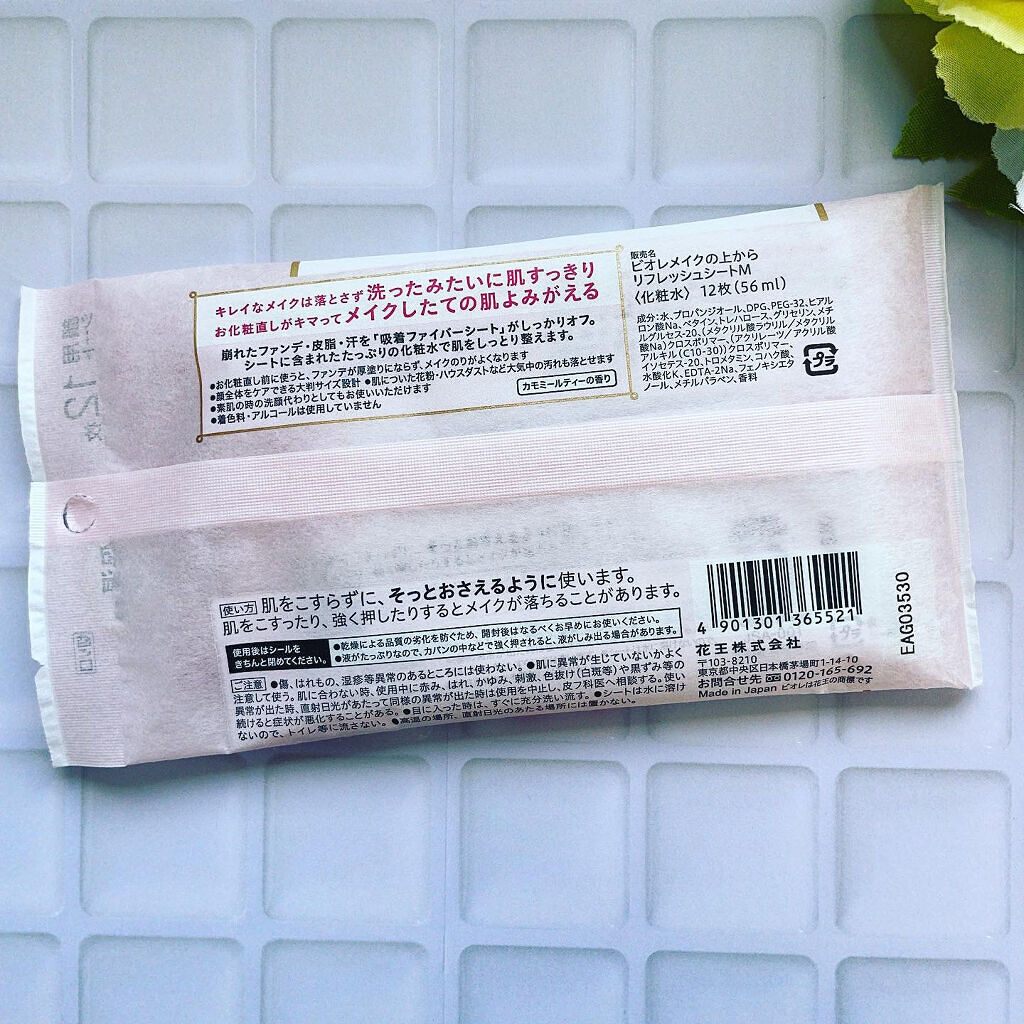 キレイなメイクは落とさず 洗ったみたいに肌すっきり
お化粧直しがキマって メイクしたての肌よみがえる
崩れたファンデ・皮脂・汗を「吸着ファイバーシート」がしっかりオフ。
シートに含まれたたっぷりの化粧水で肌をしっとり整えます。
●お化粧直し前に使うと、ファンデが厚塗りにならず、メイクのりがよくなります
●顔全体をケアできる大判サイズ設計 ●肌についた花粉・ハウスダストなど大気中の汚れも落とせます
●素肌の時の洗顔代わりとしてもお使いいただけます
●着色料・アルコールは使用していません
カモミールティーの香り
販売名
ビオレメイクの上から
リフレッシュシートM
〈化粧水〉 12枚(56ml)
成分:水、プロパンジオール、DPG、PEG-32、ヒアル
ロン酸Na、ベタイン、トレハロース、グリセリン、メチ
ルグルセス-20、(メタクリル酸ラウリル/メタクリル
酸Na)クロスポリマー、(アクリレーツ/アクリル酸
アルキル(C10-30))クロスポリマー、
イソセテス-20、トロメタミン、コハク酸、
水酸化K、EDTA-2Na、フェノキシエタ
ノール、メチルパラベン、香料
プラ
使い方 肌をこすらずに、そっとおさえるように使います。
肌をこすったり、強く押したりするとメイクが落ちることがあります。
使用後はシールを
きちんと閉めてください。
●乾燥による品質の劣化を防ぐため、開封後はなるべくお早めにお使いください。
●液がたっぷりなので、カバンの中などで強く押されると、液がしみ出る場合があります。
ご注意 ●傷、はれもの、湿疹等異常のあるところには使わない。●肌に異常が生じていないかよく
注意して使う。肌に合わない時、使用中に赤み、はれ、かゆみ、刺激、色抜け(白斑等)や黒ずみ等の
異常が出た時、直射日光があたって同様の異常が出た時は使用を中止し、皮フ科医へ相談する。使い
続けると症状が悪化することがある。●目に入った時は、すぐに充分洗い流す。●シートは水に溶け
ないので、トイレ等に流さない。●高温の場所、直射日光のあたる場所には置かない。
4 901301 365521
花王株式会社
〒103-8210
東京都中央区日本橋茅場町1-14-10
お問合せ先 0120-165-692
Made in Japan ビオレは花王の商標です
EAG03530